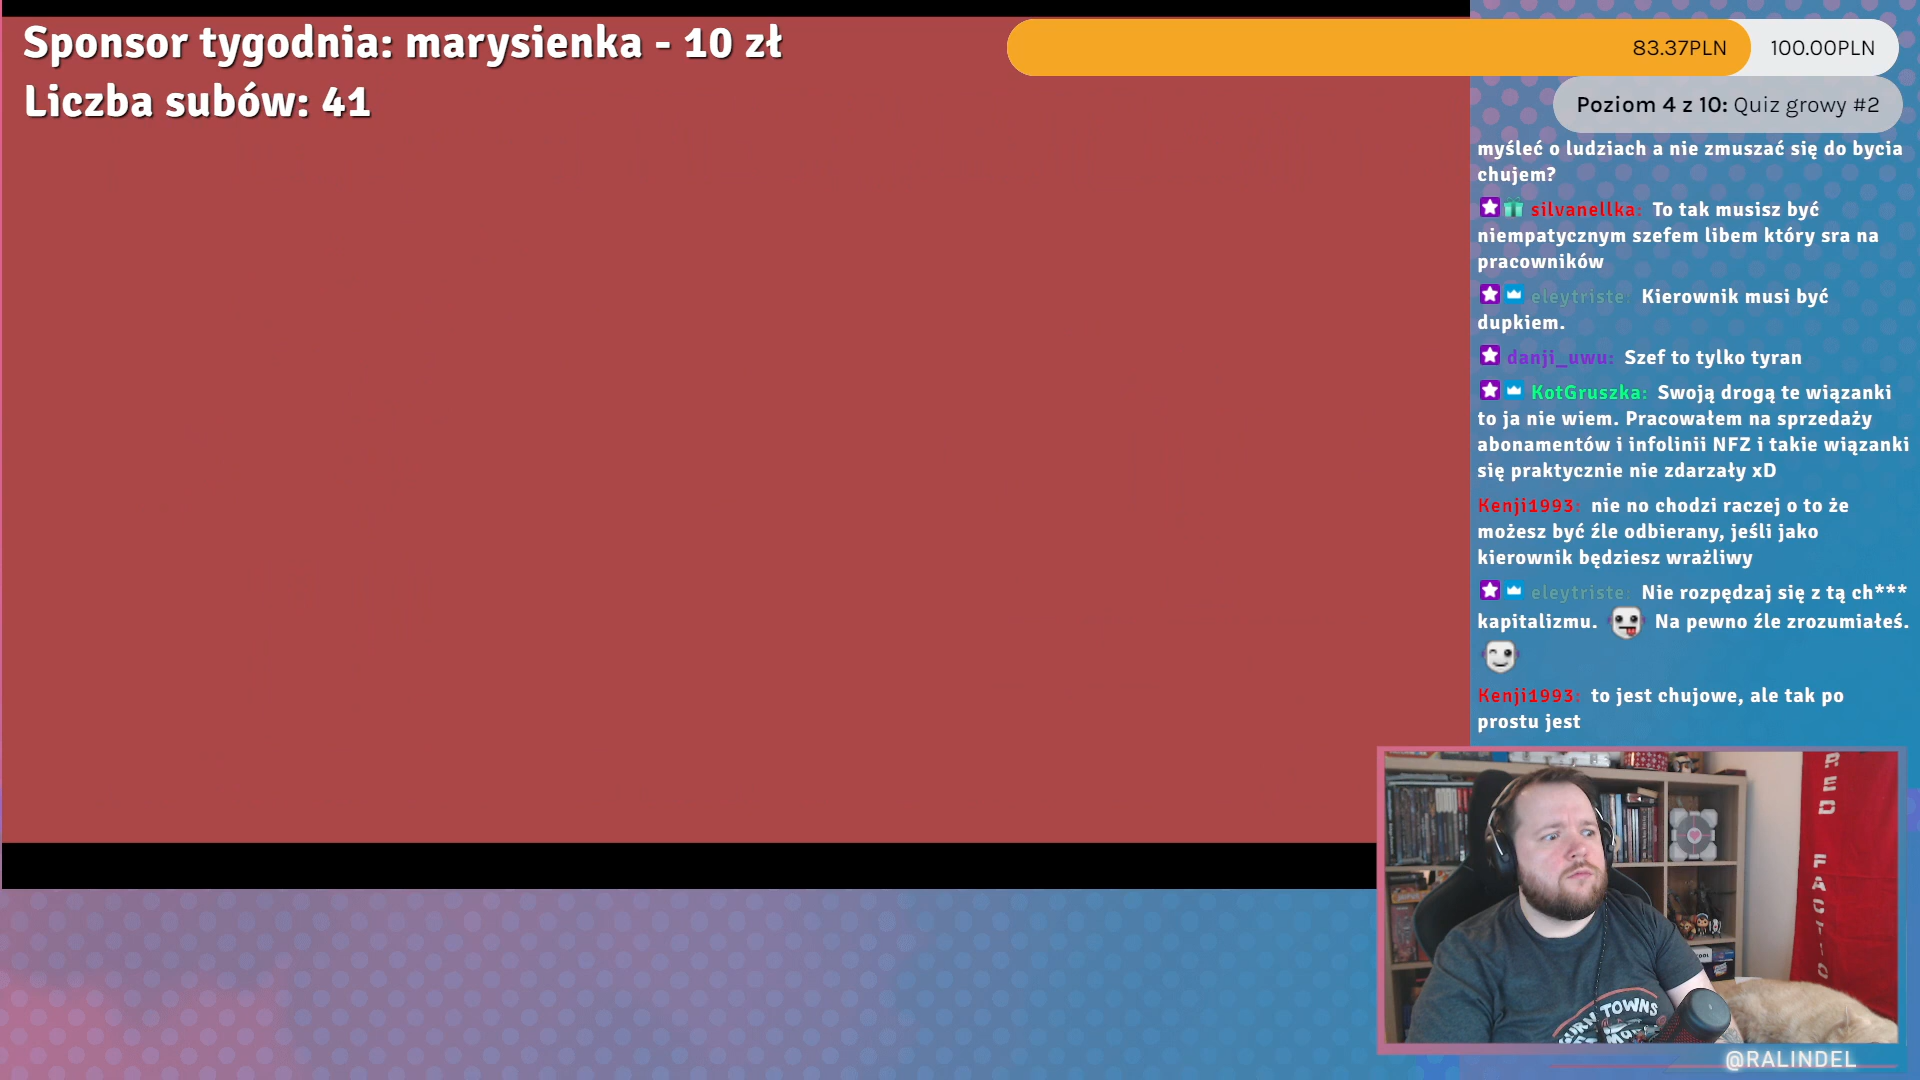 Sponsor tygodnia: marysienka - 10 zł
Liczba subów: 41
83.37PLN 100.00PLN
Poziom 4 z 10: Quiz growy #2
myśleć o ludziach a nie zmuszać się do bycia
chujem?
silvanellka: To tak musisz być
niempatycznym szefem libem który sra na
pracowników
eleytriste: Kierownik musi być
dupkiem.
danji_uwu: Szef to tylko tyran
KotGruszka: Swoją drogą te wiązanki
to ja nie wiem. Pracowałem na sprzedaży
abonamentów i infolinii NFZ i takie wiązanki
się praktycznie nie zdarzały xD
Kenji1993: nie no chodzi raczej o to że
możesz być źle odbierany, jeśli jako
kierownik będziesz wrażliwy
eleytriste: Nie rozpędzaj się z tą ch***
kapitalizmu. Na pewno źle zrozumiałeś.
Kenji1993: to jest chujowe, ale tak po
prostu jest
RED
FACTIO
TOWNS
@RALINDEL